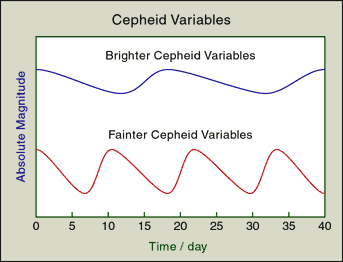 Cepheid Variables
Brighter Cepheid Variables
Absolute Magnitude
Fainter Cepheid Variables
0 5 10 15 20 25 30 35 40
Time / day